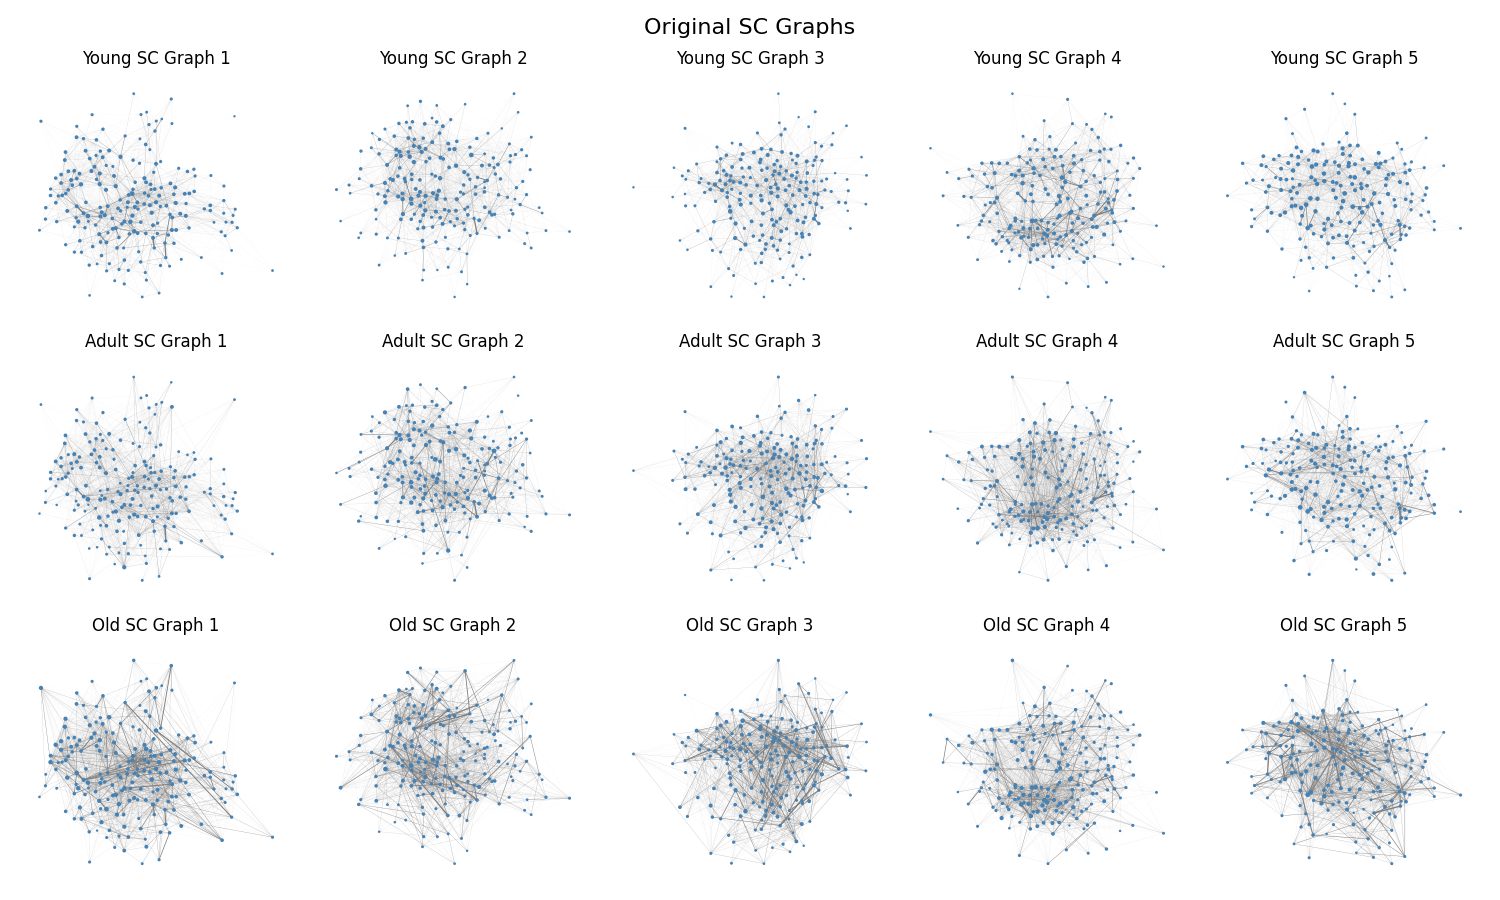 Original SC Graphs
Young SC Graph 1
Young SC Graph 2
Young SC Graph 3
Young SC Graph 4
Young SC Graph 5
Adult SC Graph 1
Adult SC Graph 2
Adult SC Graph 3
Adult SC Graph 4
Adult SC Graph 5
Old SC Graph 1
Old SC Graph 2
Old SC Graph 3
Old SC Graph 4
Old SC Graph 5